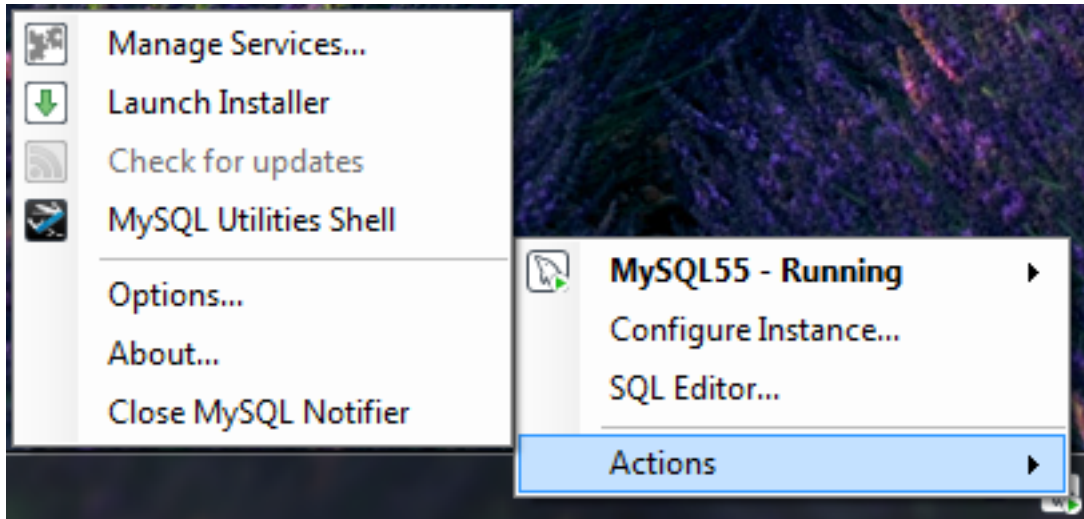 Manage Services...
Launch Installer
Check for updates
MySQL Utilities Shell
Options...
About...
Close MySQL Notifier
MySQL55 - Running
Configure Instance...
SQL Editor...
Actions